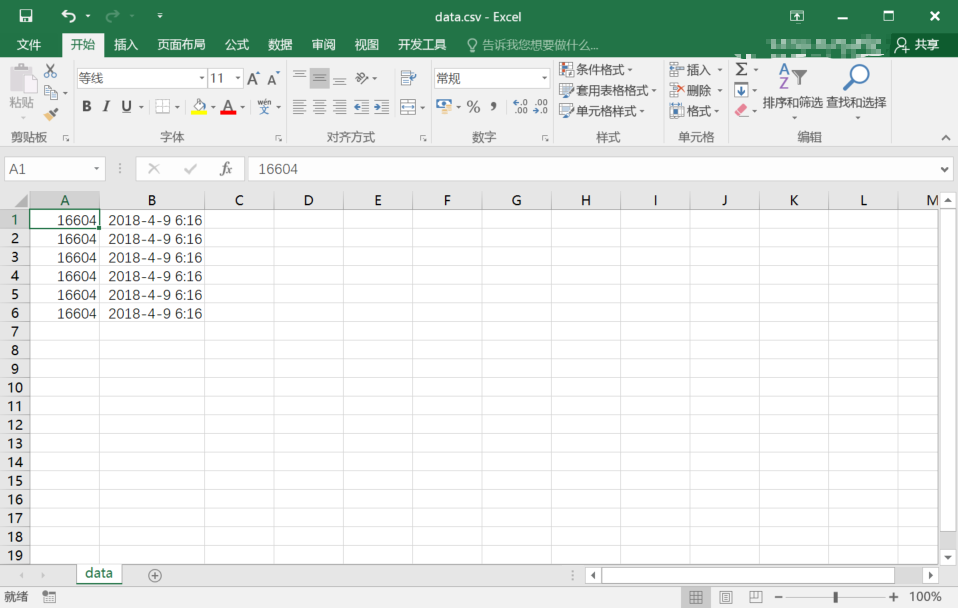 data.csv - Excel
文件 开始 插入 页面布局 公式 数据 审阅 视图 开发工具 告诉我您想要做什么... 共享
等线 11 A A 常规 条件格式 插入 Σ A Z
粘贴 套用表格格式 删除 排序和筛选 查找和选择
B I U A wén 文 % , .0 .00 .00 .0 单元格样式 格式
剪贴板 字体 对齐方式 数字 样式 单元格 编辑
A1 fx 16604
A B C D E F G H I J K L M
1 16604 2018-4-9 6:16
2 16604 2018-4-9 6:16
3 16604 2018-4-9 6:16
4 16604 2018-4-9 6:16
5 16604 2018-4-9 6:16
6 16604 2018-4-9 6:16
7
8
9
10
11
12
13
14
15
16
17
18
19
data
就绪 100%